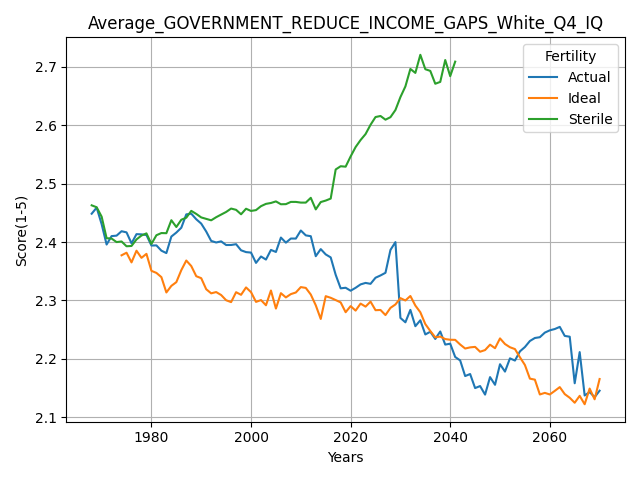 Average_GOVERNMENT_REDUCE_INCOME_GAPS_White_Q4_IQ
Fertility
Actual
Ideal
Sterile
Score(1-5)
2.7
2.6
2.5
2.4
2.3
2.2
2.1
1980 2000 2020 2040 2060
Years